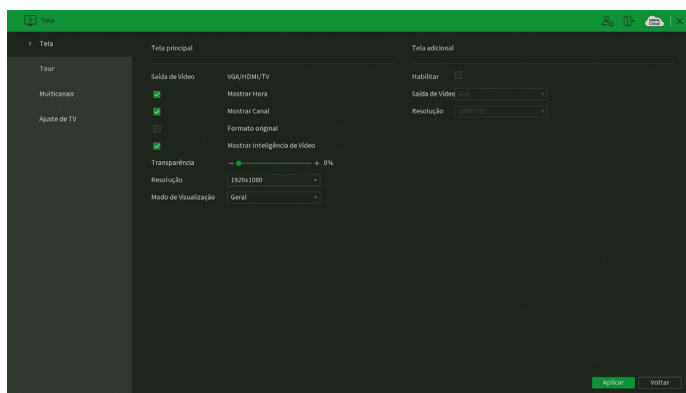 Tela
Tela
Tour
Multicanais
Ajuste de TV
Tela principal
Saída de Vídeo VGA/HDMI/TV
Mostrar Hora
Mostrar Canal
Formato original
Mostrar Inteligência de Vídeo
Transparência 0%
Resolução 1920x1080
Modo de Visualização Geral
Tela adicional
Habilitar
Saída de Vídeo VGA
Resolução 1280x720
Aplicar Voltar